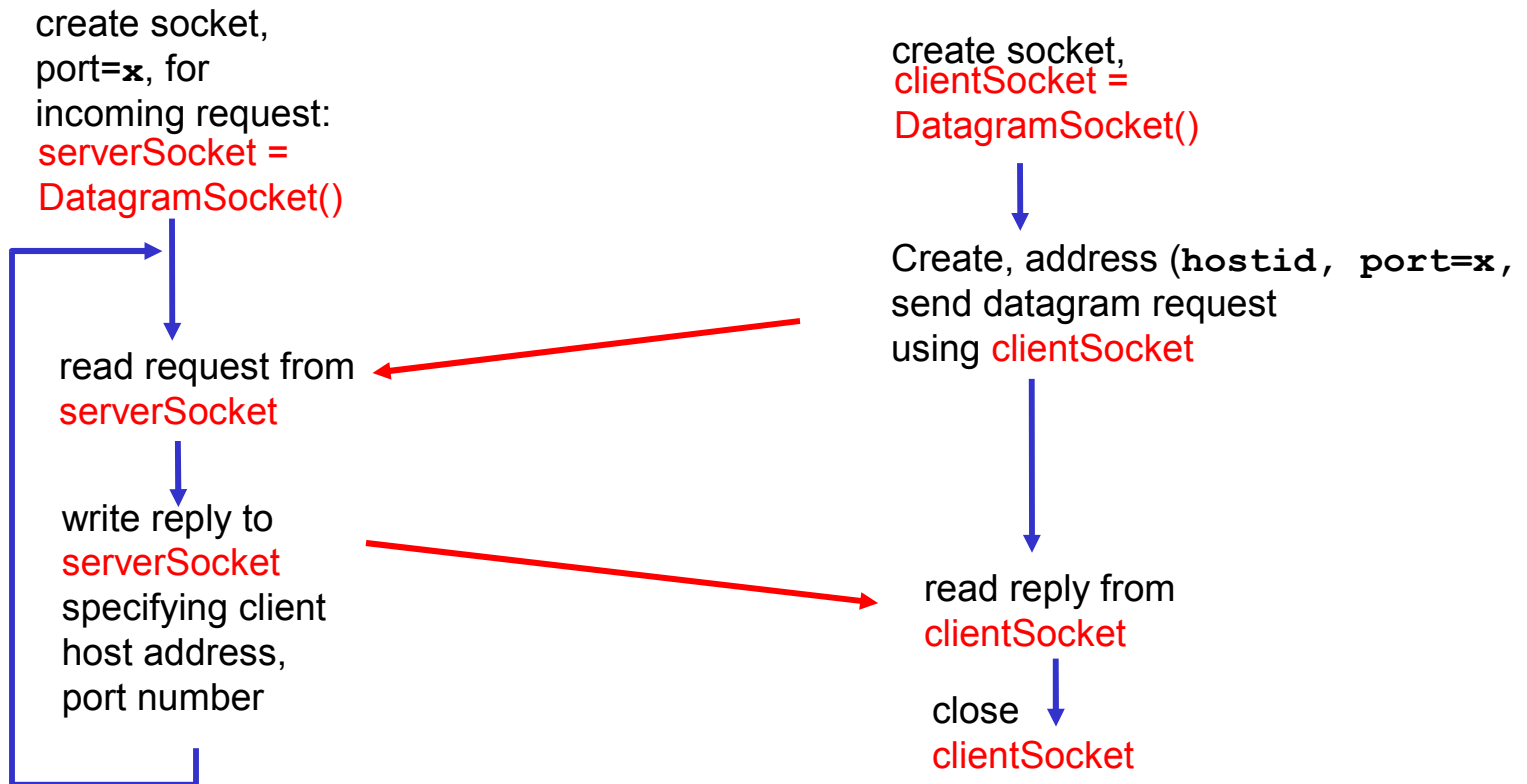 create socket,
port=x, for
incoming request:
serverSocket =
DatagramSocket()
read request from
serverSocket
write reply to
serverSocket
specifying client
host address,
port number
create socket,
clientSocket =
DatagramSocket()
Create, address (hostid, port=x,
send datagram request
using clientSocket
read reply from
clientSocket
close
clientSocket